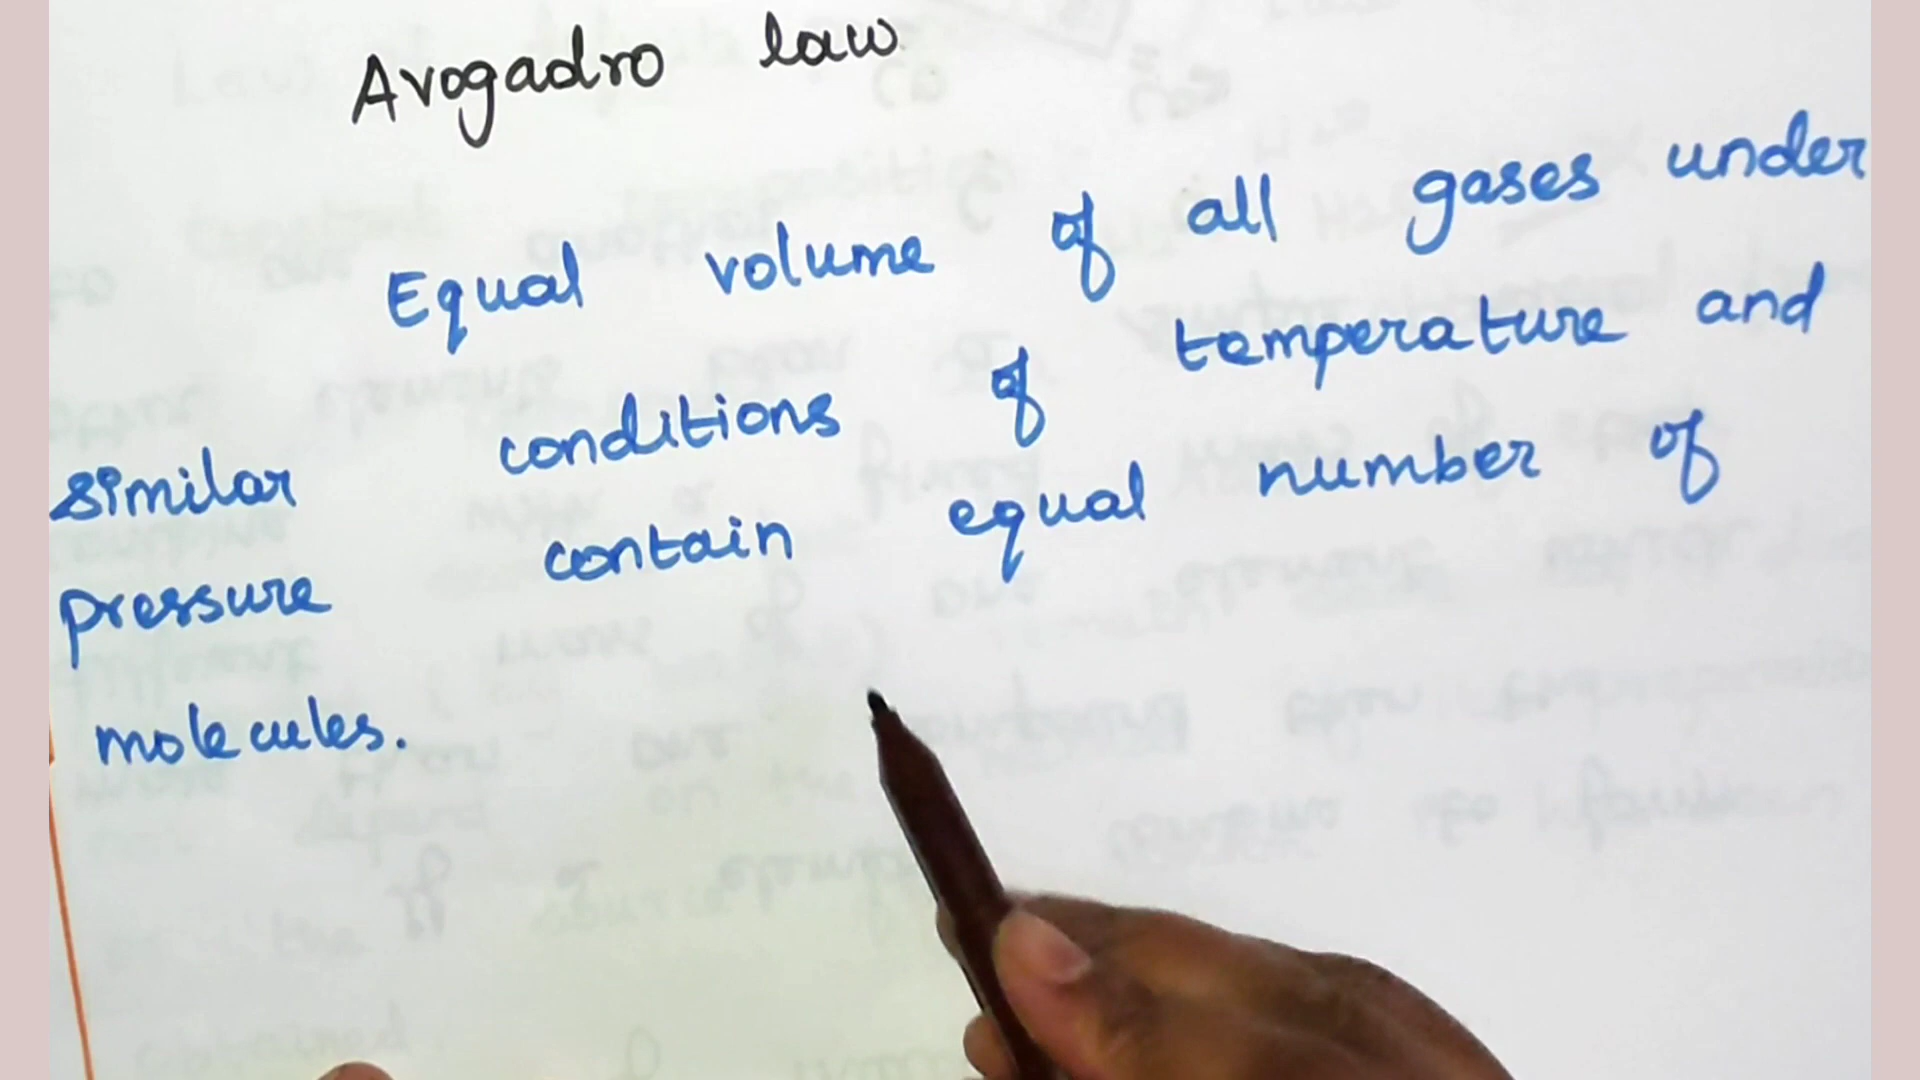 Avogadro law
Equal volume of all gases under
similar conditions of temperature and
pressure contain equal number of
molecules.